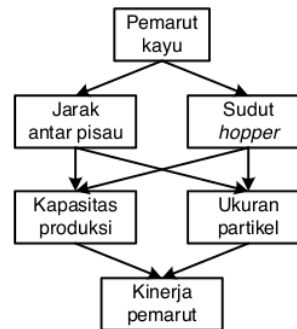 Pemarut
kayu
Jarak
antar pisau
Sudut
hopper
Kapasitas
produksi
Ukuran
partikel
Kinerja
pemarut